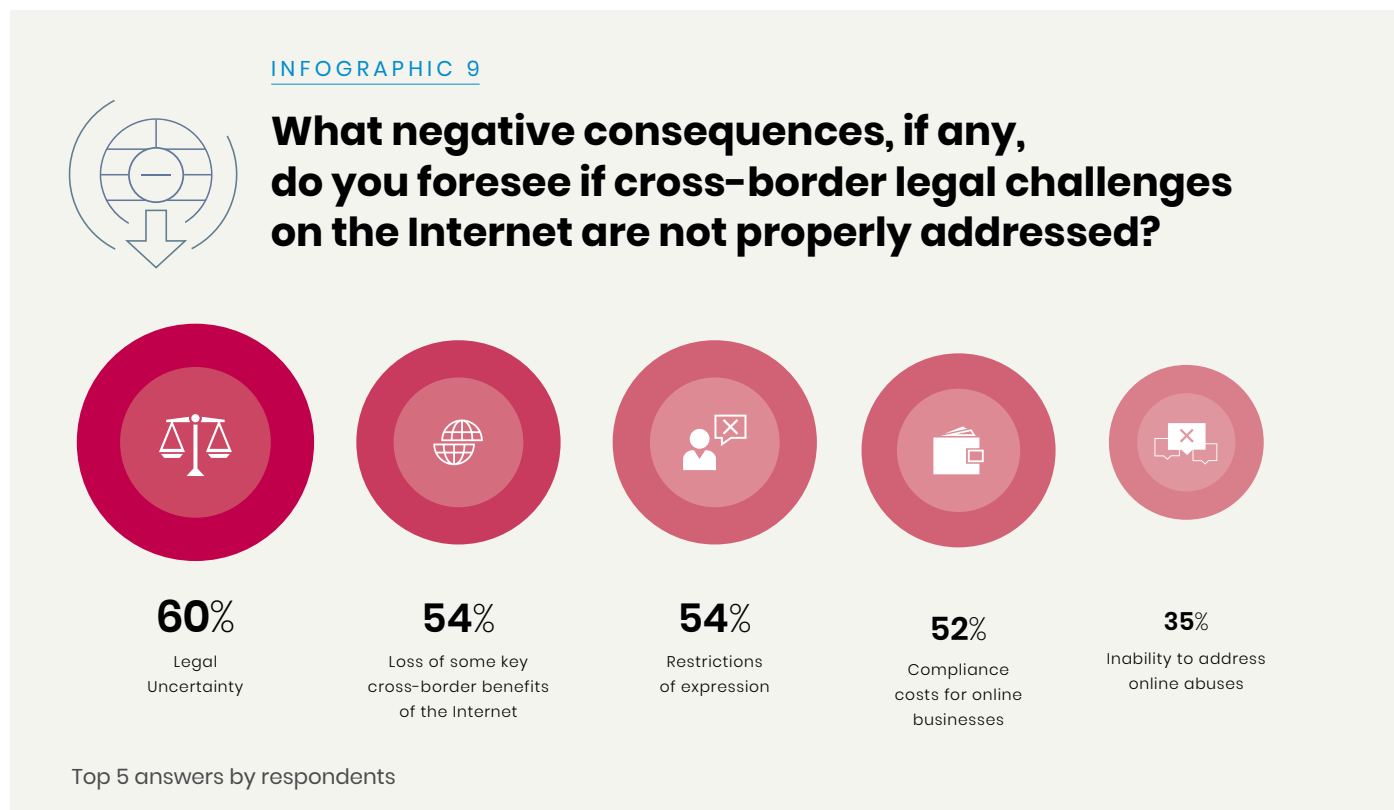 INFOGRAPHIC 9
What negative consequences, if any,
do you foresee if cross-border legal challenges
on the Internet are not properly addressed?
60%
Legal
Uncertainty
54%
Loss of some key
cross-border benefits
of the Internet
54%
Restrictions
of expression
52%
Compliance
costs for online
businesses
35%
Inability to address
online abuses
Top 5 answers by respondents